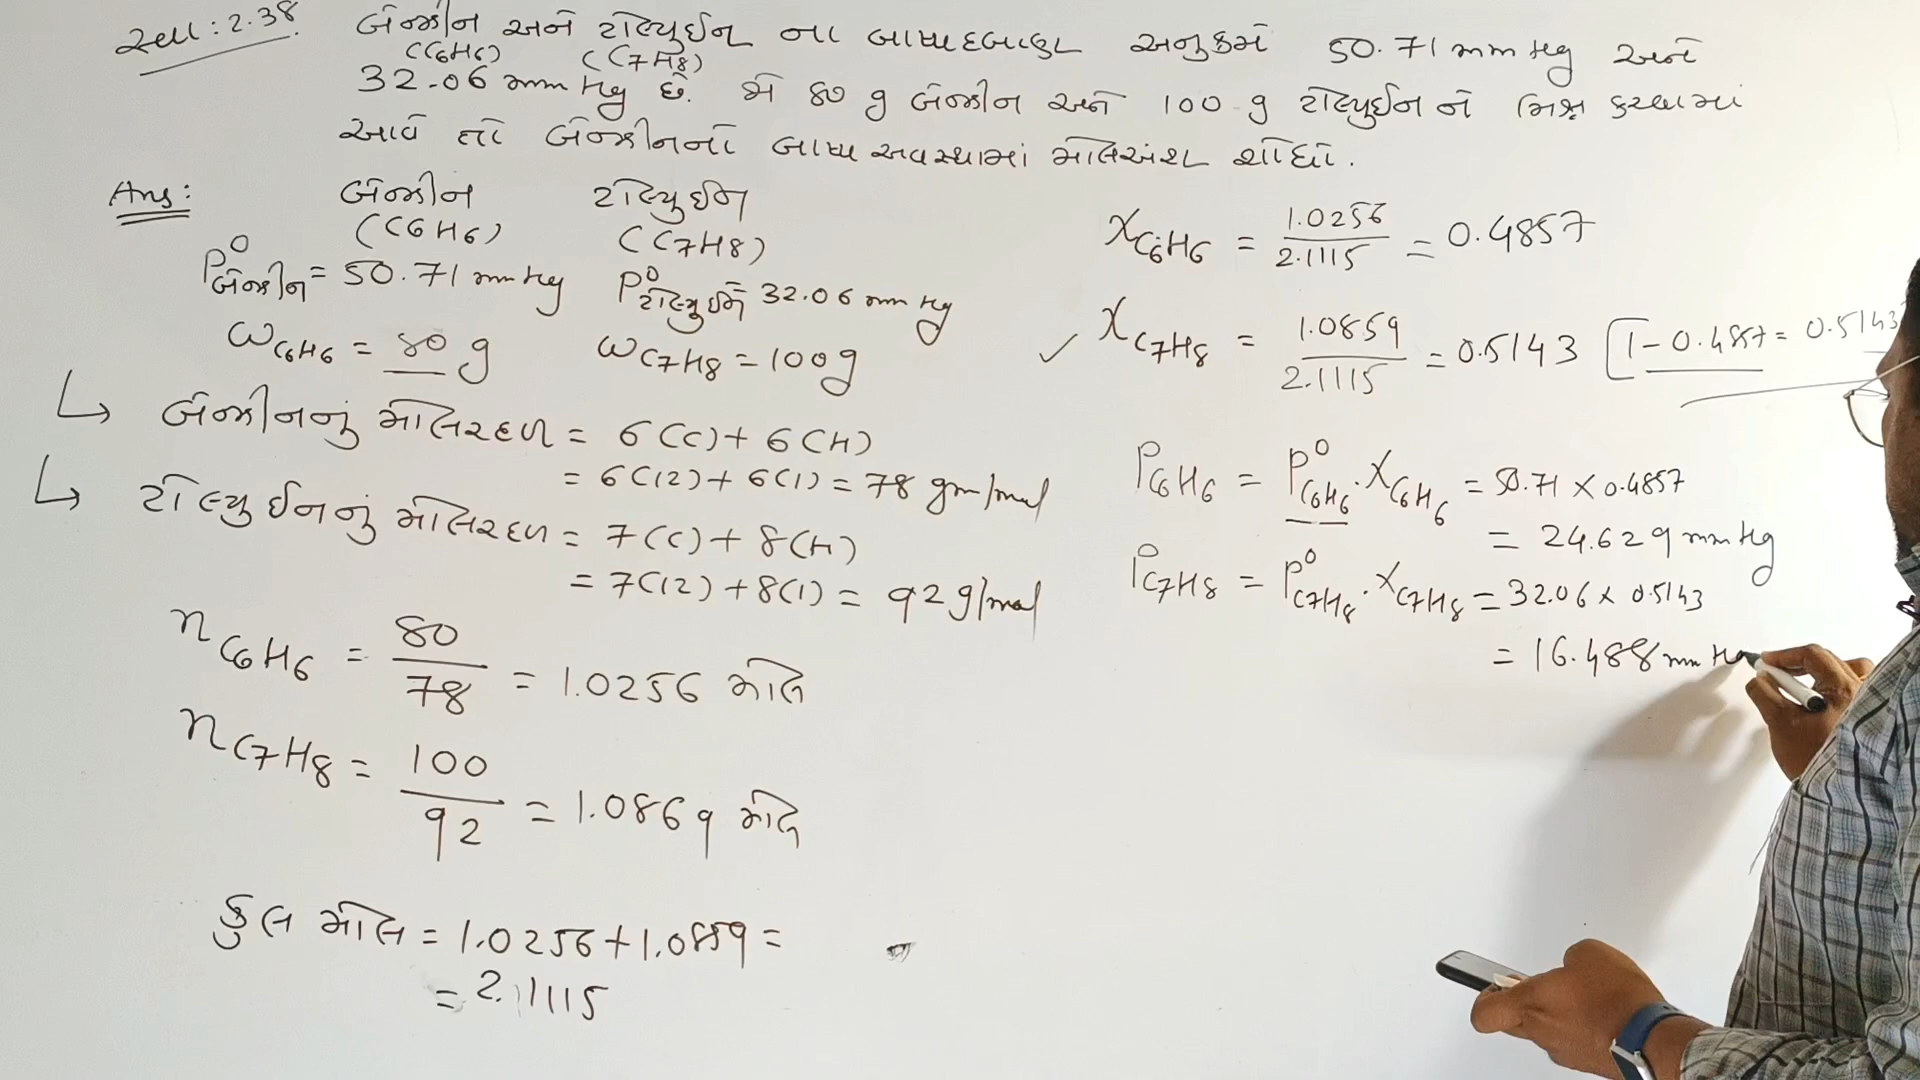 સવા : 2.38. બેન્ઝીન અને ટોલ્યુઈન ના બાષ્પદબાણ અનુક્રમે 50.71 mm Hg અને
(C6H6) (C7H8)
32.06 mm Hg છે. જો 80 g બેન્ઝીન અને 100 g ટોલ્યુઈન ને મિશ્ર કરવામાં
આવે તો બેન્ઝીનનો બાષ્પ અવસ્થામાં મોલઅંશ શોધો.
Ans: બેન્ઝીન ટોલ્યુઈન
(C6H6) (C7H8)
P⁰બેન્ઝીન = 50.71 mm Hg P⁰ટોલ્યુઈન = 32.06 mm Hg
W C6H6 = 80 g W C7H8 = 100 g
↳ બેન્ઝીનનું મોલરદળ = 6(C) + 6(H)
= 6(12) + 6(1) = 78 gm/mol
↳ ટોલ્યુઈનનું મોલરદળ = 7(C) + 8(H)
= 7(12) + 8(1) = 92 g/mol
n C6H6 = 80/78 = 1.0256 મોલ
n C7H8 = 100/92 = 1.0869 મોલ
કુલ મોલ = 1.0256 + 1.0859 =
= 2.1115
x C6H6 = 1.0256/2.1115 = 0.4857
✓ x C7H8 = 1.0859/2.1115 = 0.5143 [1 - 0.4857 = 0.5143
P C6H6 = P⁰ C6H6 · x C6H6 = 50.71 × 0.4857
= 24.629 mm Hg
P C7H8 = P⁰ C7H8 · x C7H8 = 32.06 × 0.5143
= 16.488 mm Hg